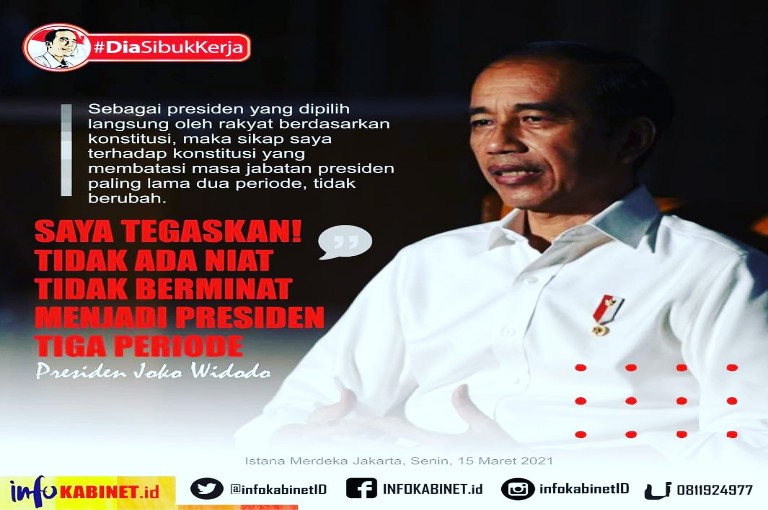 #DiaSibukKerja
Sebagai presiden yang dipilih
langsung oleh rakyat berdasarkan
konstitusi, maka sikap saya
terhadap konstitusi yang
membatasi masa jabatan presiden
paling lama dua periode, tidak
berubah.
SAYA TEGASKAN!
TIDAK ADA NIAT
TIDAK BERMINAT
MENJADI PRESIDEN
TIGA PERIODE
Presiden Joko Widodo
Istana Merdeka Jakarta, Senin, 15 Maret 2021
info KABINET.id
@infokabinetID
INFOKABINET.id
infokabinetID
0811924977